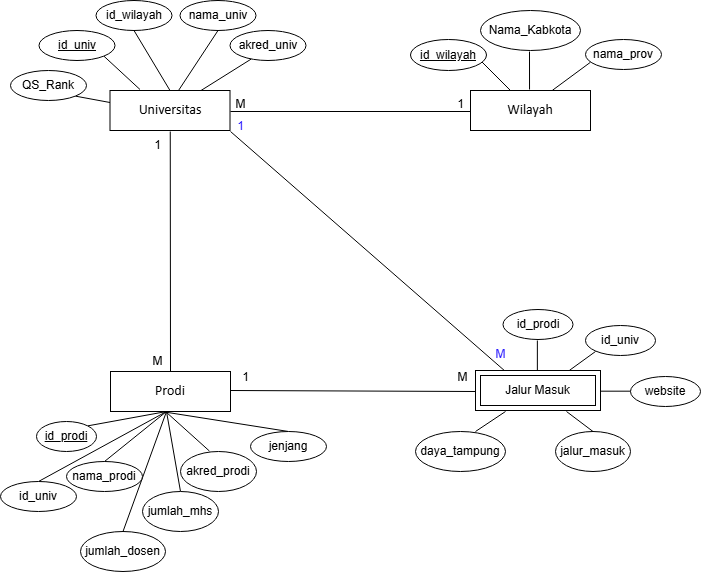 id_wilayah
nama_univ
id_univ
akred_univ
QS_Rank
Universitas
Nama_Kabkota
id_wilayah
nama_prov
Wilayah
M
1
1
1
M
M
1
M
Prodi
id_prodi
id_univ
Jalur Masuk
website
daya_tampung
jalur_masuk
id_prodi
jenjang
nama_prodi
akred_prodi
id_univ
jumlah_mhs
jumlah_dosen